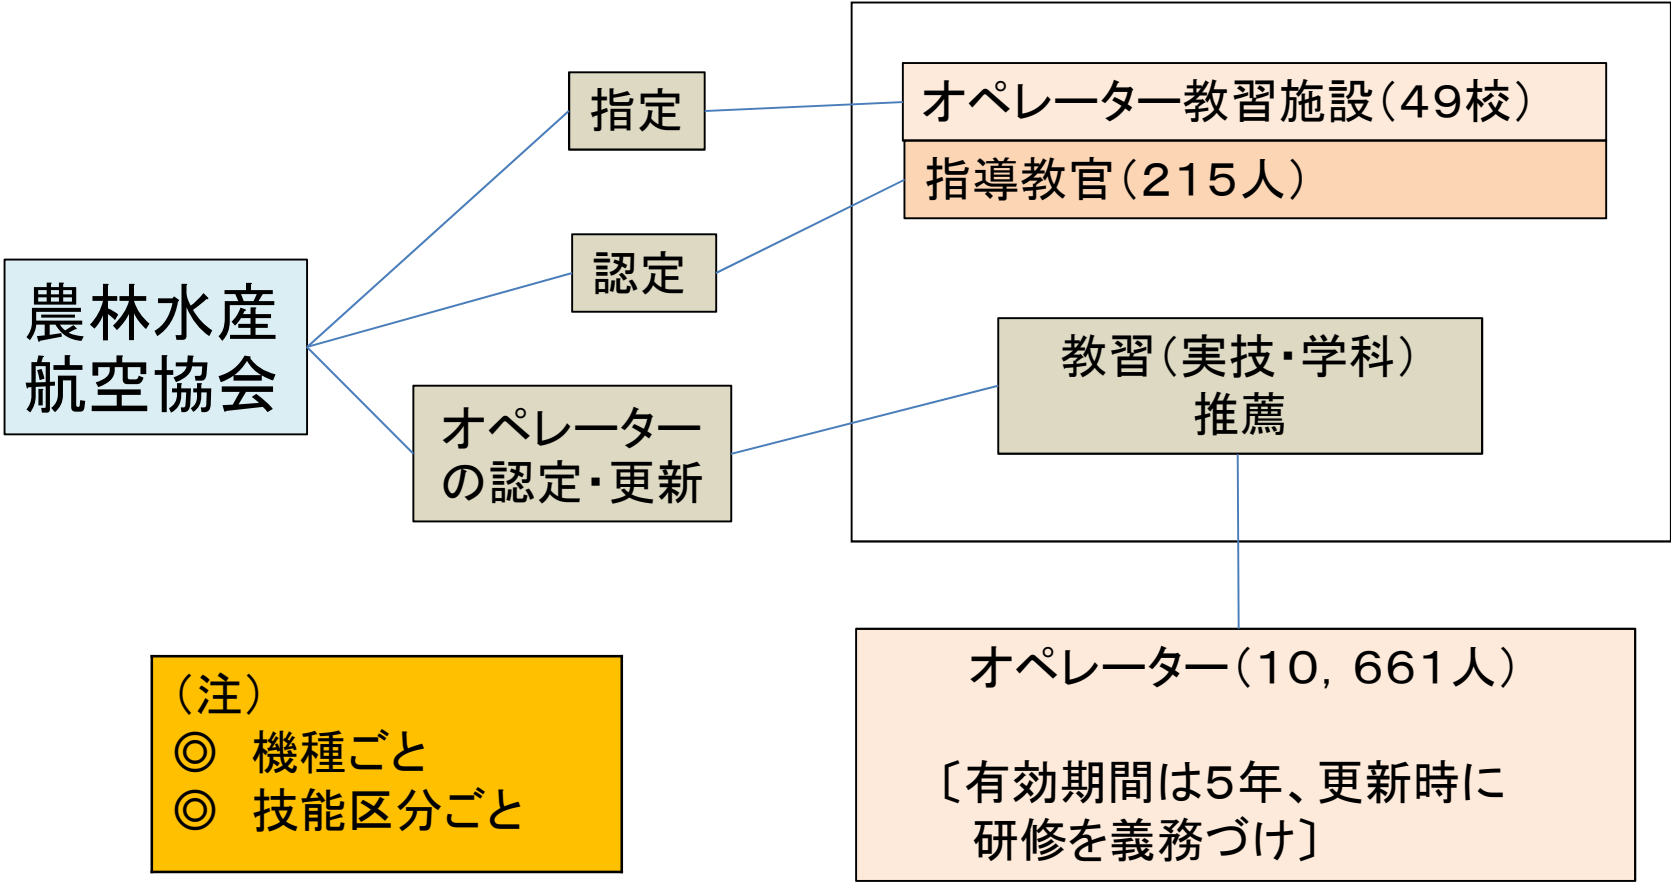 農林水産
航空協会
指定
認定
オペレーター
の認定・更新
オペレーター教習施設（49校）
指導教官（215人）
教習（実技・学科）
推薦
オペレーター（10，661人）
〔有効期間は5年、更新時に
研修を義務づけ〕
（注）
◎　機種ごと
◎　技能区分ごと